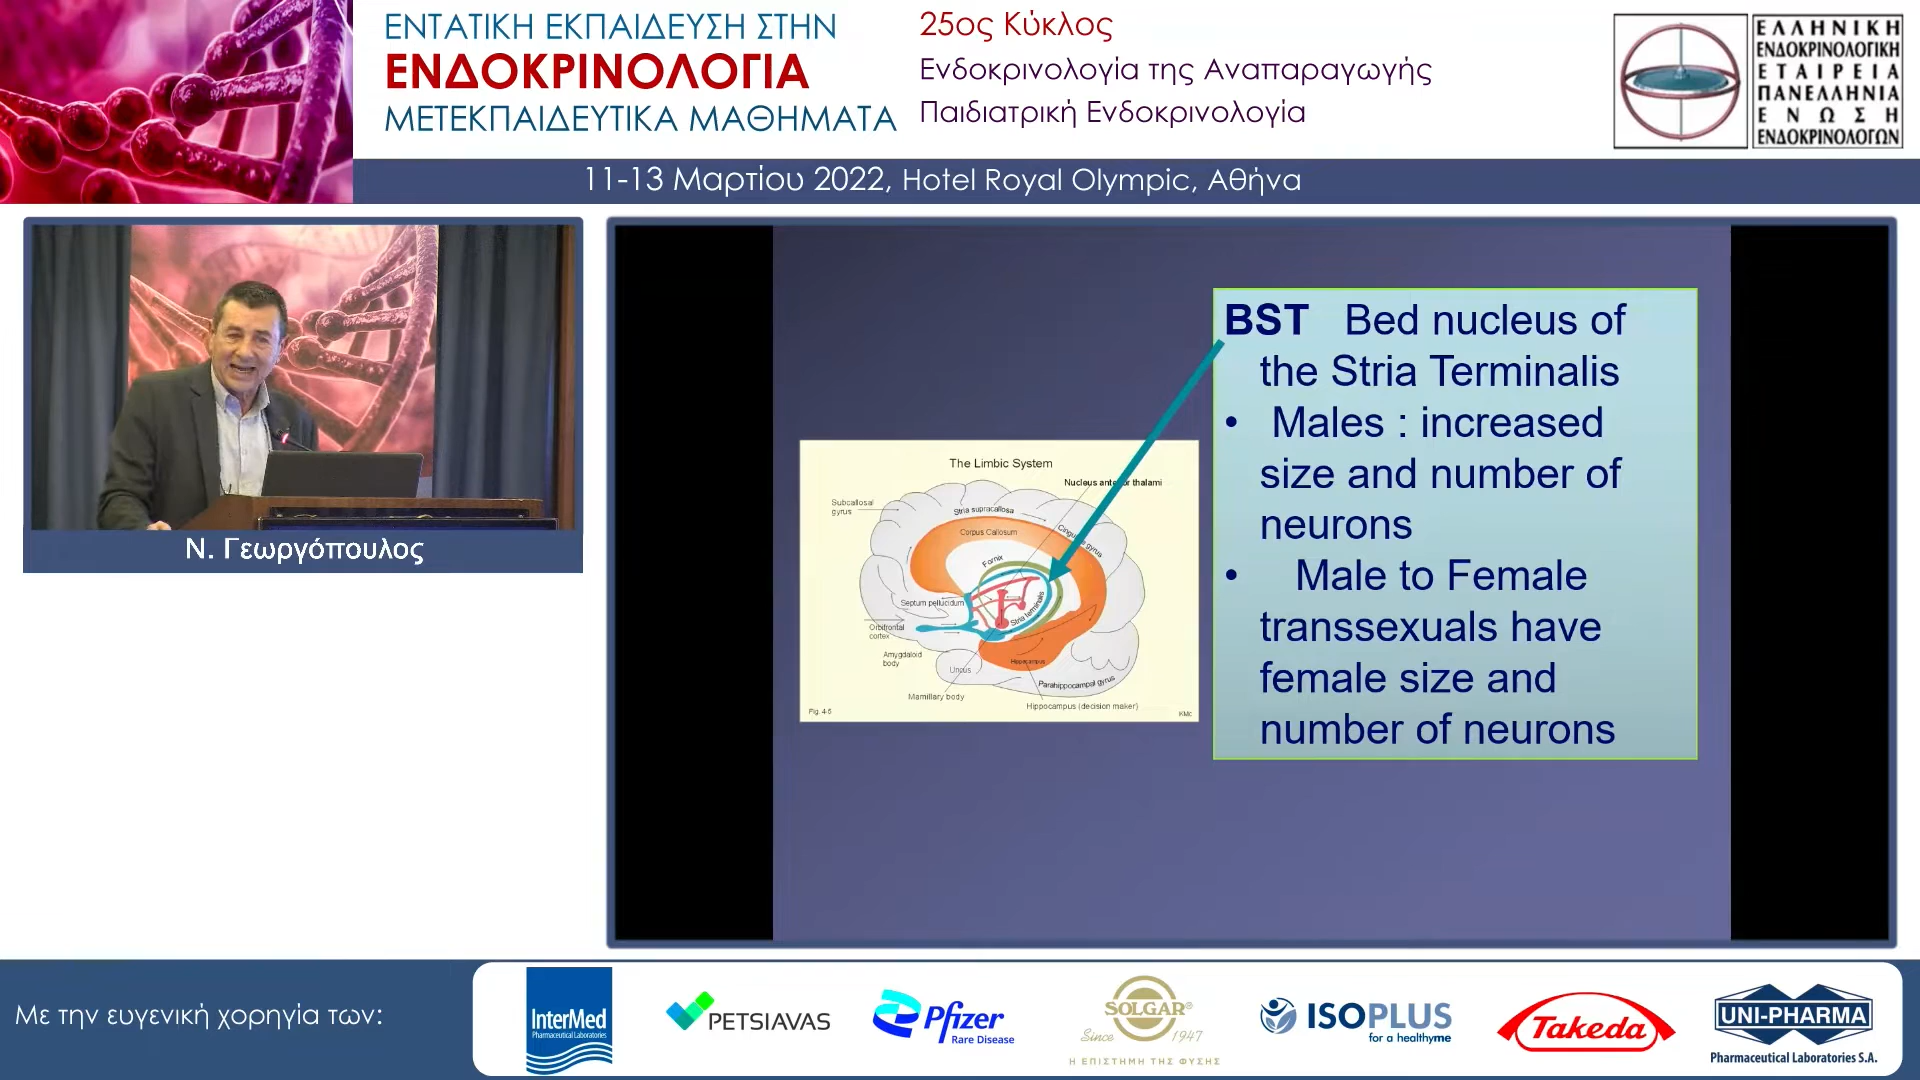 ΕΝΤΑΤΙΚΗ ΕΚΠΑΙΔΕΥΣΗ ΣΤΗΝ
ΕΝΔΟΚΡΙΝΟΛΟΓΙΑ
ΜΕΤΕΚΠΑΙΔΕΥΤΙΚΑ ΜΑΘΗΜΑΤΑ
25ος Κύκλος
Ενδοκρινολογία της Αναπαραγωγής
Παιδιατρική Ενδοκρινολογία
ΕΛΛΗΝΙΚΗ
ΕΝΔΟΚΡΙΝΟΛΟΓΙΚΗ
ΕΤΑΙΡΕΙΑ
ΠΑΝΕΛΛΗΝΙΑ
ΕΝΩΣΗ
ΕΝΔΟΚΡΙΝΟΛΟΓΩΝ
11-13 Μαρτίου 2022, Hotel Royal Olympic, Αθήνα
Ν. Γεωργόπουλος
BST Bed nucleus of
the Stria Terminalis
• Males : increased
size and number of
neurons
• Male to Female
transsexuals have
female size and
number of neurons
The Limbic System
Nucleus anterior thalami
Subcallosal
gyrus
Stria supracallosa
Corpus Callosum
Cingulate gyrus
Fornix
Septum pellucidum
Stria terminalis
Orbifrontal
cortex
Amygdaloid
body
Uncus
Hippocampus
Parahippocampal gyrus
Mamillary body
Hippocampus (decision maker)
Fig. 4-5
KMc
Με την ευγενική χορηγία των:
InterMed
Pharmaceutical Laboratories
PETSIAVAS
Pfizer
Rare Disease
SOLGAR®
Since 1947
Η ΕΠΙΣΤΗΜΗ ΤΗΣ ΦΥΣΗΣ
ISOPLUS
for a healthyme
Takeda
UNI-PHARMA
Pharmaceutical Laboratories S.A.